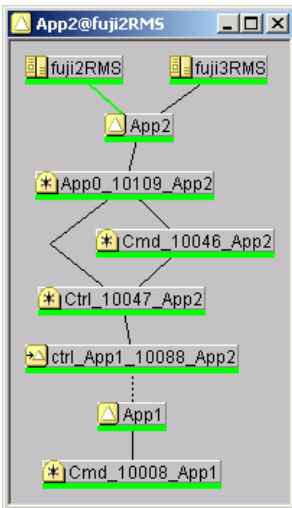 App2@fuji2RMS
fuji2RMS fuji3RMS
App2
App0_10109_App2
Cmd_10046_App2
Ctrl_10047_App2
ctrl_App1_10088_App2
App1
Cmd_10008_App1